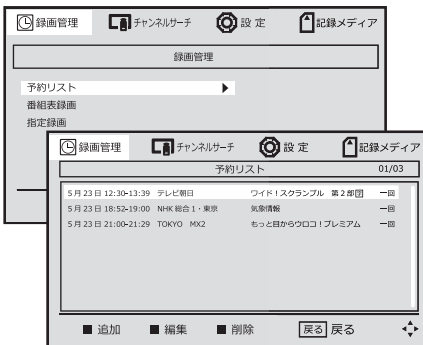 録画管理 チャンネルサーチ 設定 記録メディア
録画管理
予約リスト
番組表録画
指定録画
録画管理 チャンネルサーチ 設定 記録メディア
予約リスト 01/03
5月23日 12:30-13:39 テレビ朝日 ワイド！スクランブル 第2部字 一回
5月23日 18:52-19:00 NHK総合1・東京 気象情報 一回
5月23日 21:00-21:29 TOKYO MX2 もっと目からウロコ！プレミアム 一回
■ 追加 ■ 編集 ■ 削除 戻る 戻る